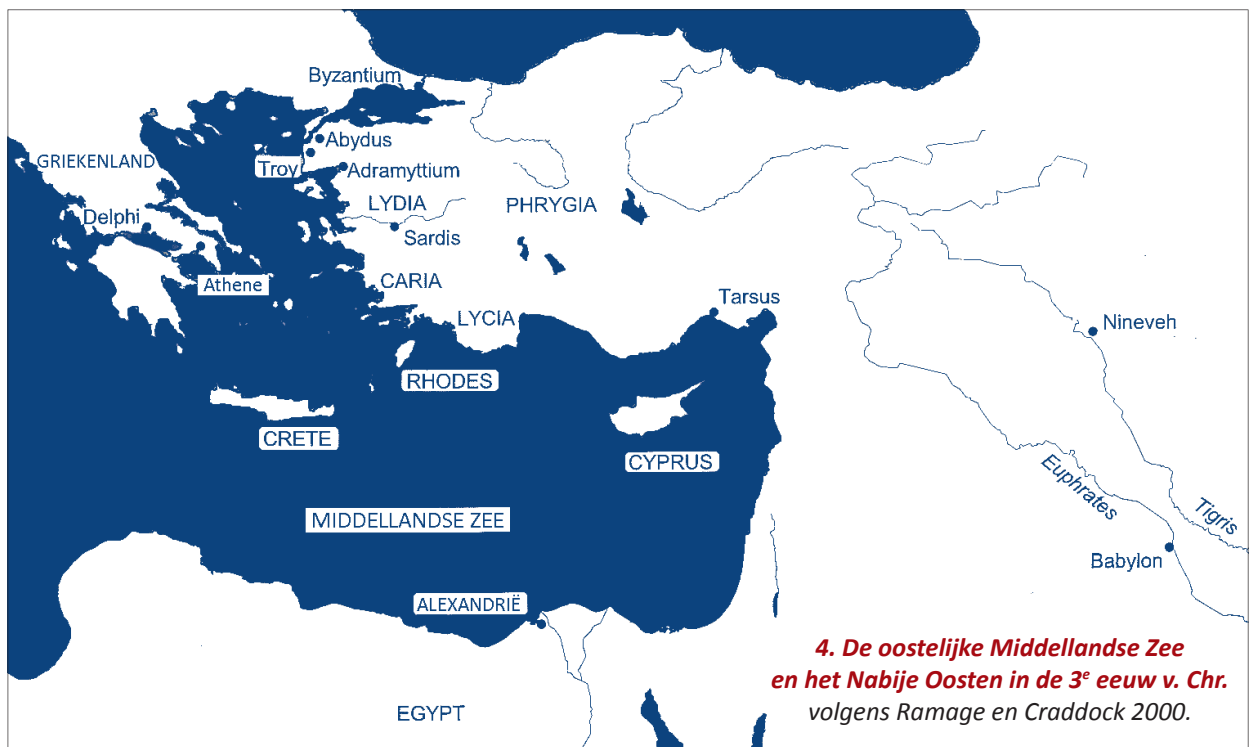 Byzantium
Abydus
GRIEKENLAND
Troy
Adramyttium
LYDIA
PHRYGIA
Delphi
Sardis
Athene
CARIA
Tarsus
LYCIA
Nineveh
RHODES
CRETE
CYPRUS
Euphrates
Tigris
MIDDELLANDSE ZEE
Babylon
ALEXANDRIË
EGYPT
4. De oostelijke Middellandse Zee
en het Nabije Oosten in de 3e eeuw v. Chr.
volgens Ramage en Craddock 2000.